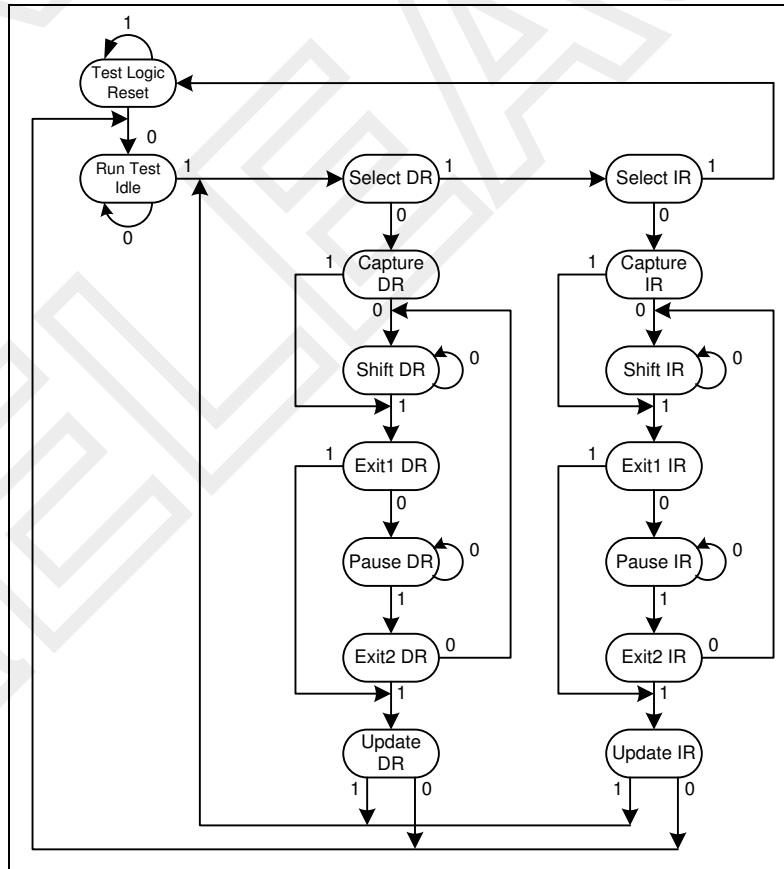 1
Test Logic
Reset
0
Run Test
Idle
1
0
Select DR
1
Select IR
1
0
0
1
Capture
DR
0
1
Capture
IR
0
Shift DR
0
Shift IR
0
1
1
1
Exit1 DR
1
Exit1 IR
0
0
Pause DR
0
Pause IR
0
1
1
Exit2 DR
0
Exit2 IR
0
1
1
Update
DR
Update IR
1
0
1
0